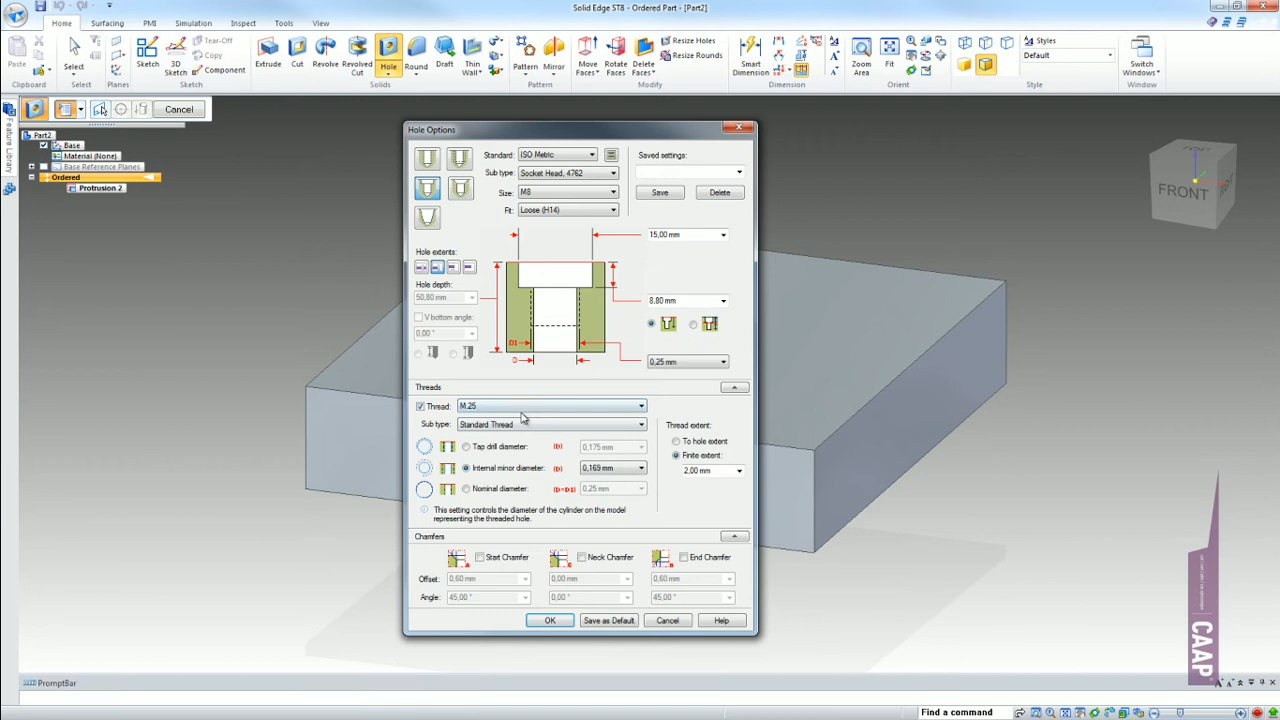 Solid Edge ST8 - Ordered Part - [Part2]
Home Surfacing PMI Simulation Inspect Tools View
Paste
Tear-Off
Copy
Component
Select
Sketch
3D Sketch
Extrude Cut Revolve Revolved Cut Hole Round Draft Thin Wall
Pattern Mirror
Move Faces Rotate Faces Delete Faces
Resize Holes
Resize Rounds
Smart Dimension
Zoom Area Fit
Styles
Default
Switch Windows
Clipboard Select Planes Sketch Solids Pattern Modify Dimension Orient Style Window
Cancel
Feature Library
Part2
Base
Material (None)
Base Reference Planes
Ordered
Protrusion 2
TOP
FRONT
Hole Options
Standard: ISO Metric
Saved settings:
Sub type: Socket Head, 4762
Size: M8
Save Delete
Fit: Loose (H14)
15,00 mm
Hole extents:
Hole depth:
50,80 mm
8,80 mm
V bottom angle:
0,00 °
D1
D
0,25 mm
Threads
Thread: M.25
Sub type: Standard Thread
Thread extent:
To hole extent
Finite extent:
2,00 mm
Tap drill diameter: (D) 0,175 mm
Internal minor diameter: (D) 0,169 mm
Nominal diameter: (D=D1) 0,25 mm
This setting controls the diameter of the cylinder on the model
representing the threaded hole.
Chamfers
Start Chamfer Neck Chamfer End Chamfer
Offset: 0,60 mm 0,00 mm 0,60 mm
Angle: 45,00 ° 0,00 ° 45,00 °
OK Save as Default Cancel Help
CAAP
PromptBar
Find a command